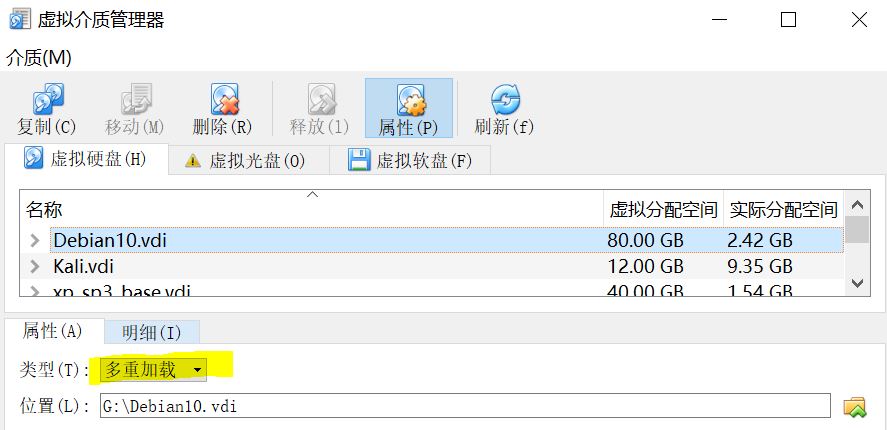 虚拟介质管理器
介质(M)
复制(C) 移动(M) 删除(R) 释放(l) 属性(P) 刷新(f)
虚拟硬盘(H) 虚拟光盘(O) 虚拟软盘(F)
名称 虚拟分配空间 实际分配空间
Debian10.vdi 80.00 GB 2.42 GB
Kali.vdi 12.00 GB 9.35 GB
xp_sp3_base.vdi 40.00 GB 1.54 GB
属性(A) 明细(I)
类型(T): 多重加载
位置(L): G:\Debian10.vdi